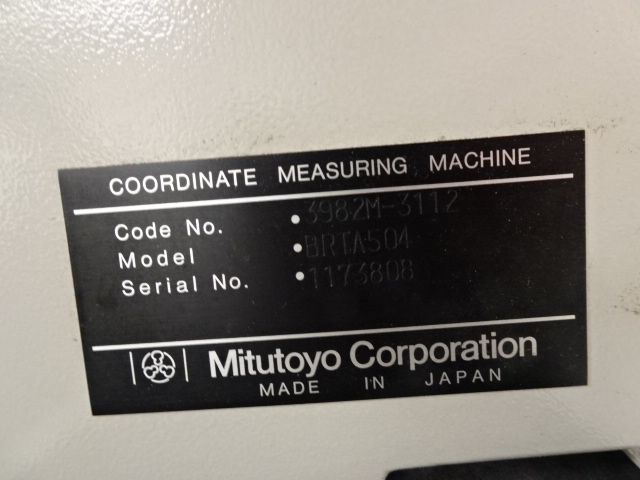 COORDINATE MEASURING MACHINE
Code No. •3982M-3112
Model •BRTA504
Serial No. •1173808
Mitutoyo Corporation
MADE IN JAPAN